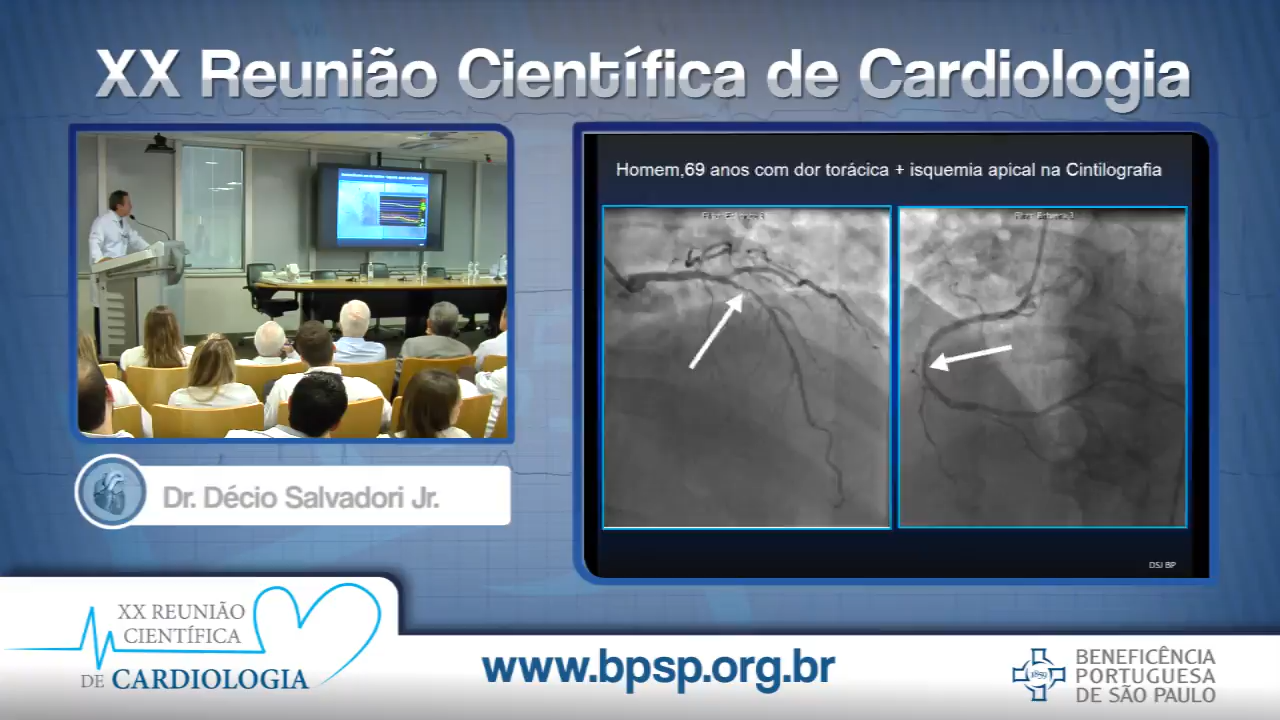 XX Reunião Científica de Cardiologia
Homem,69 anos com dor torácica + isquemia apical na Cintilografia
DSJ BP
Dr. Décio Salvadori Jr.
XX REUNIÃO
CIENTÍFICA
DE CARDIOLOGIA
www.bpsp.org.br
1859
BENEFICÊNCIA
PORTUGUESA
DE SÃO PAULO